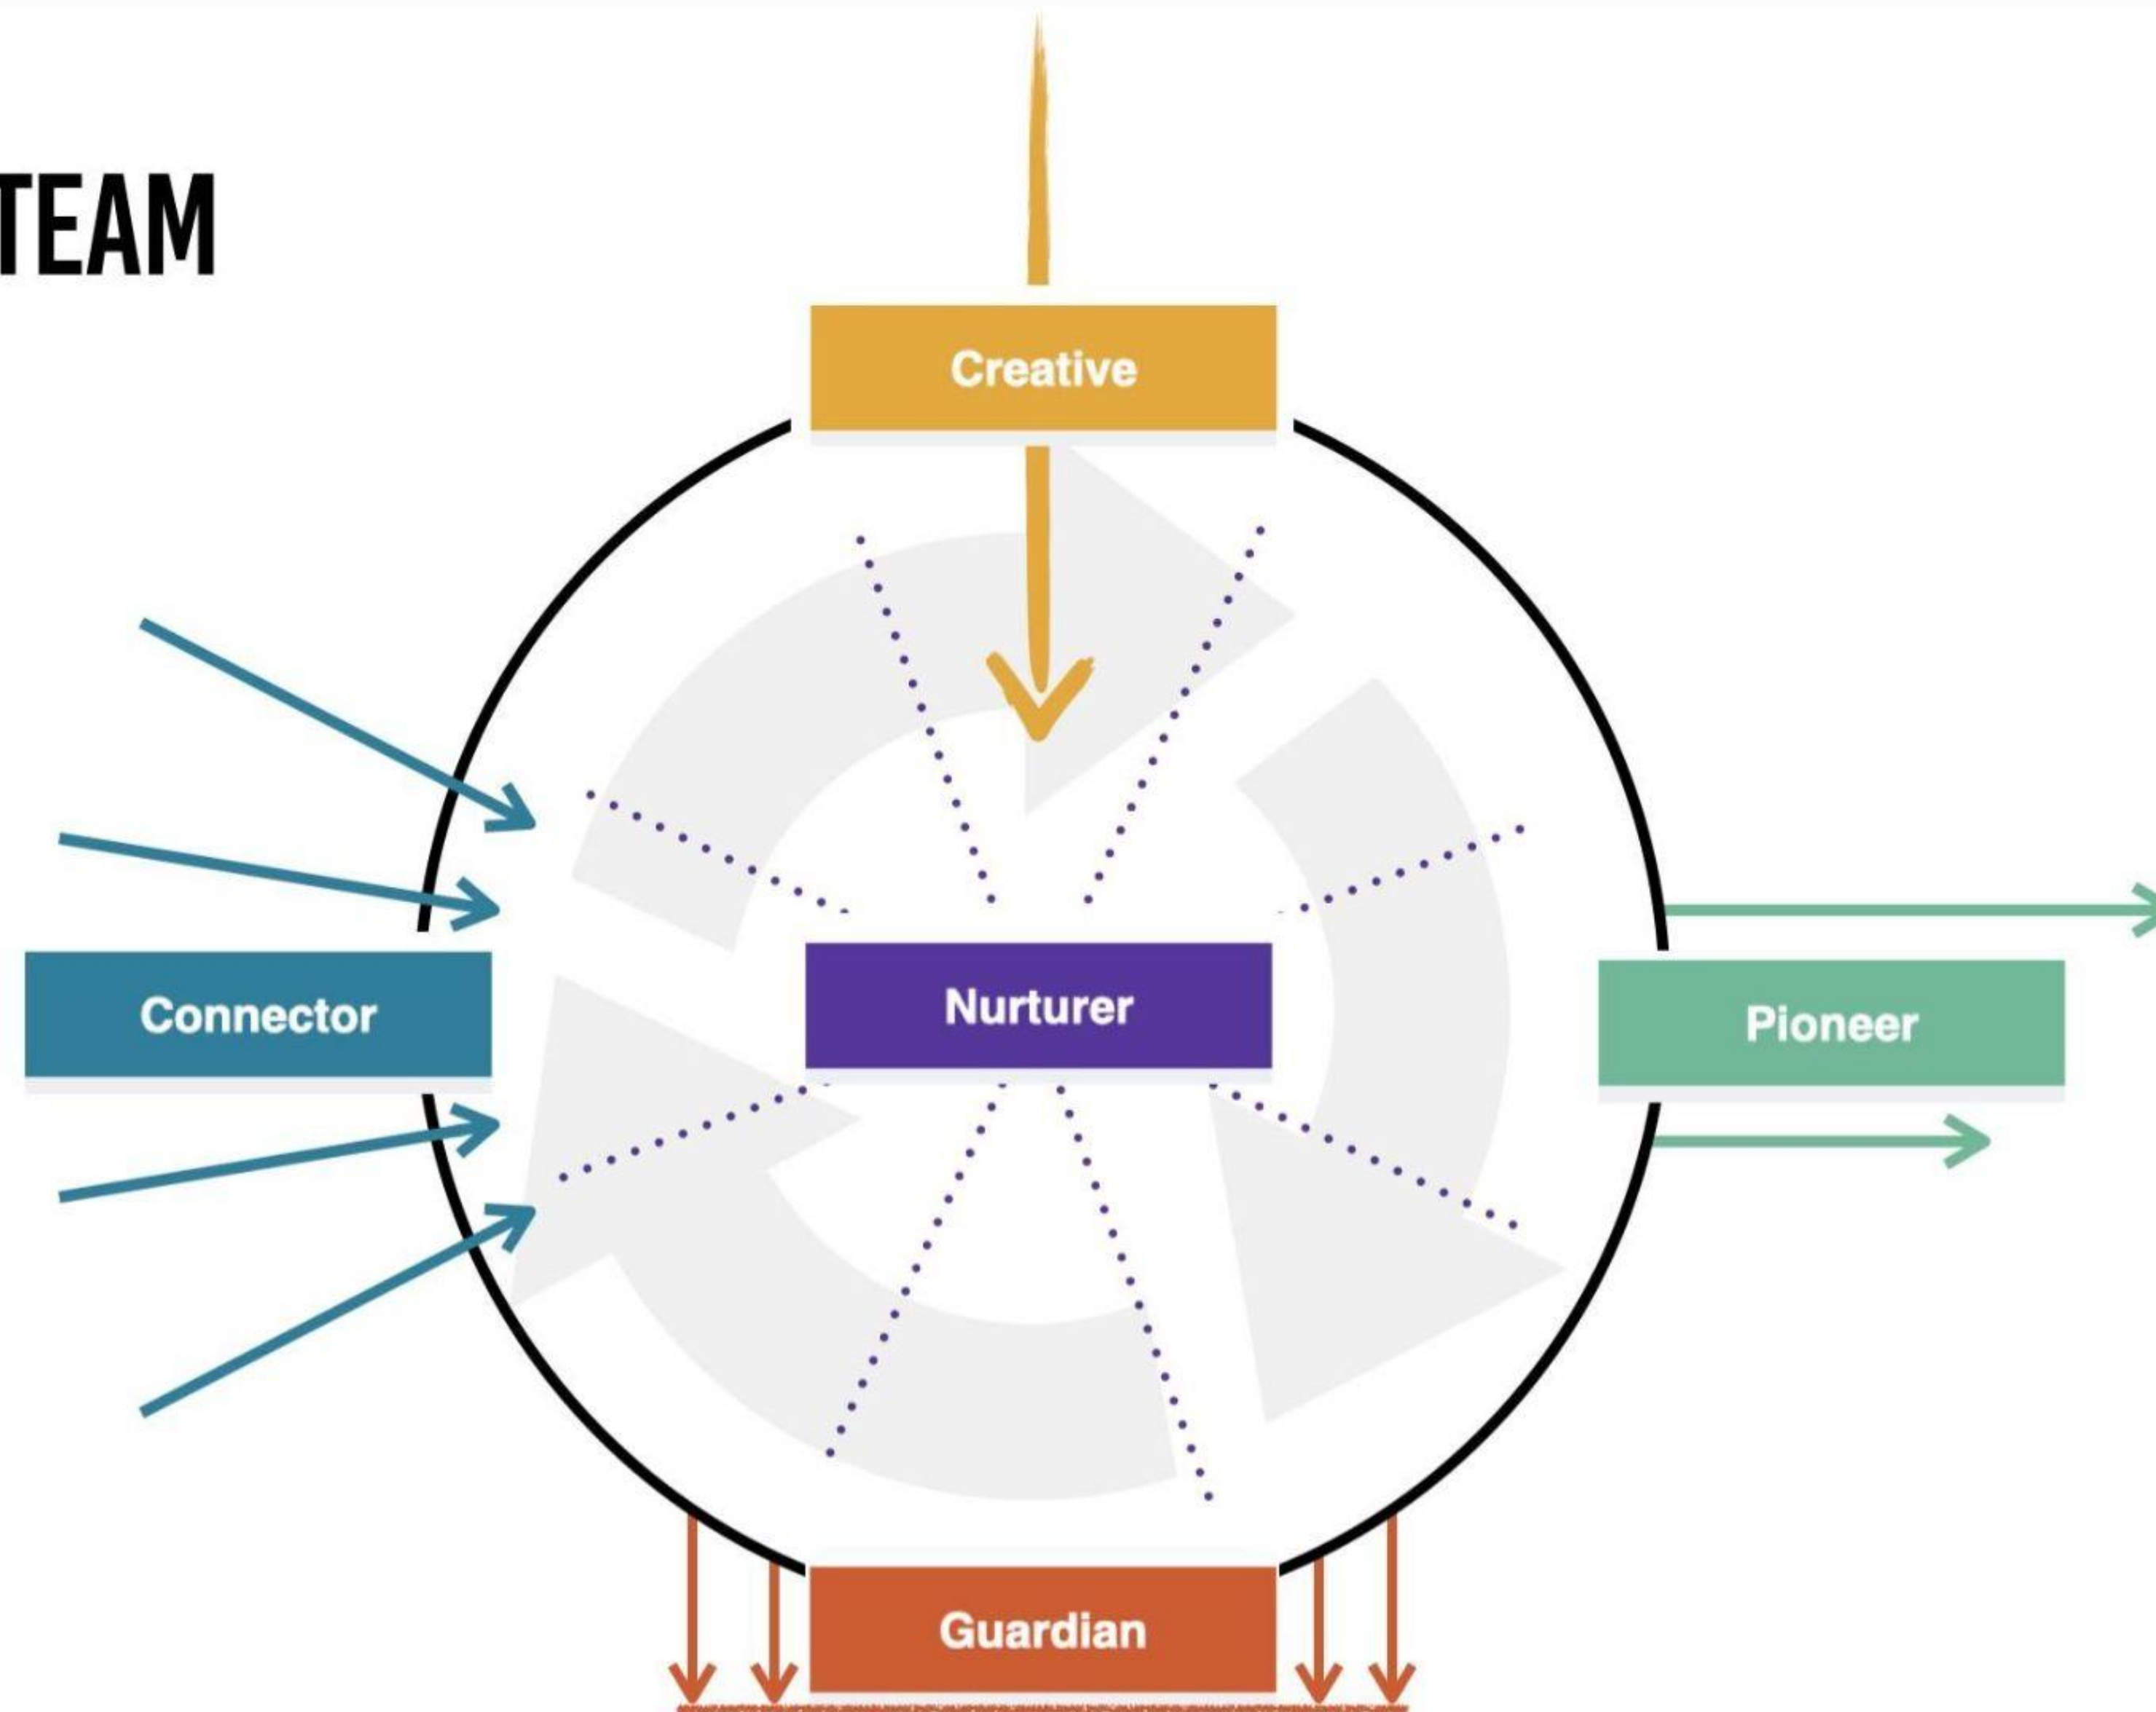 TEAM
Creative
Connector
Nurturer
Pioneer
Guardian